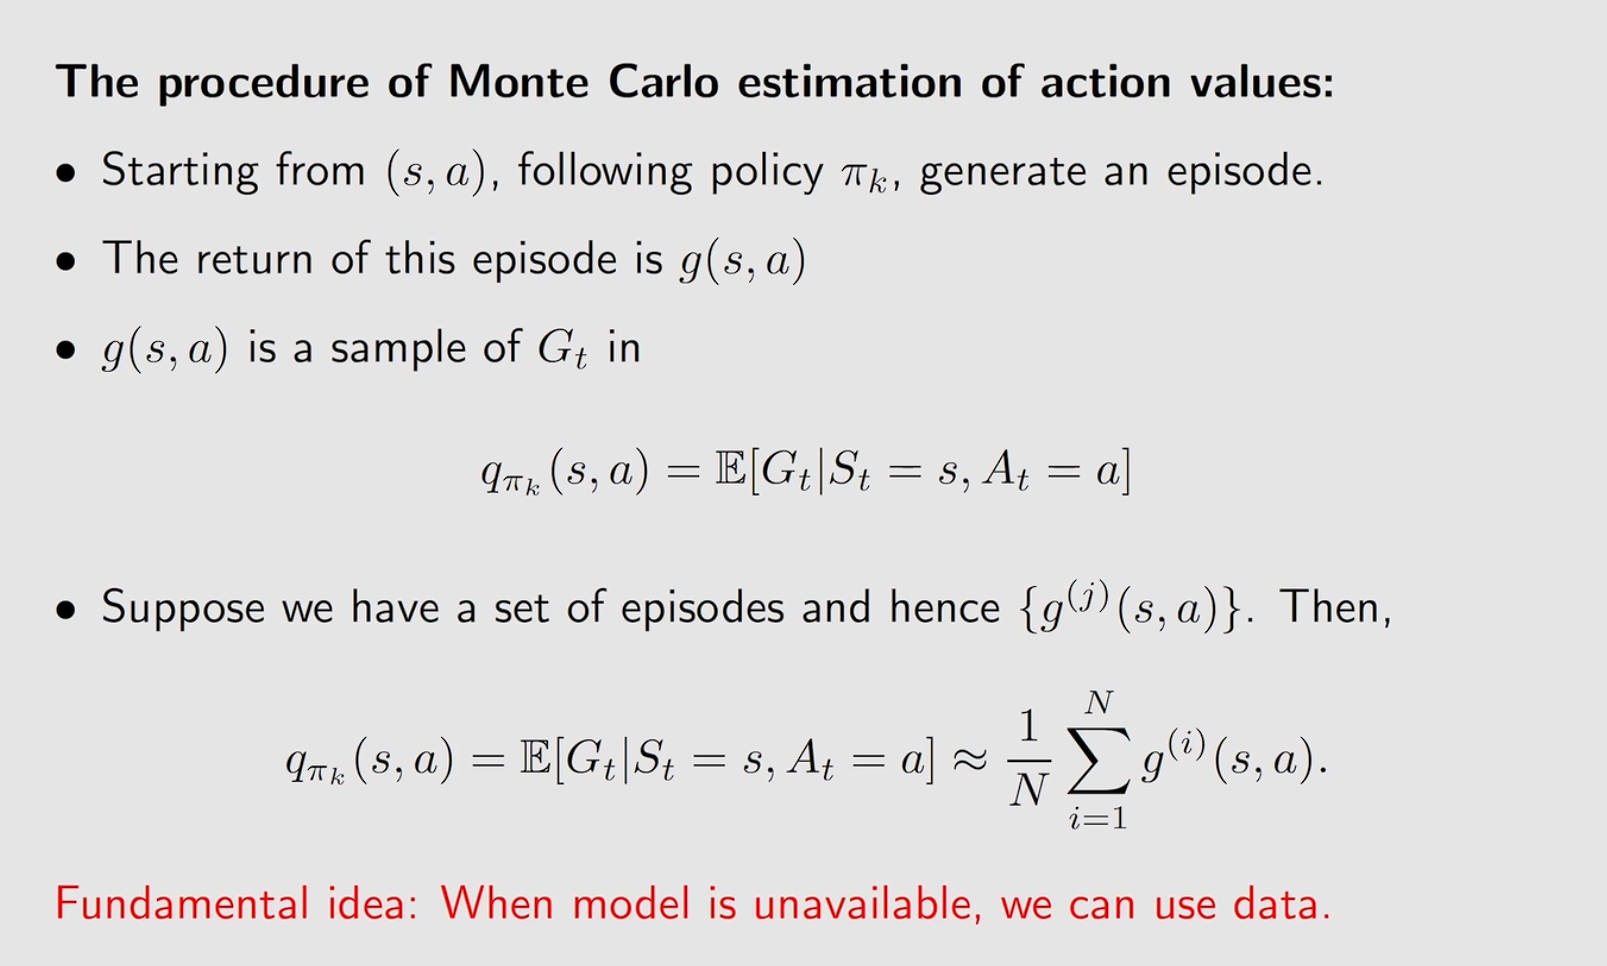 The procedure of Monte Carlo estimation of action values:
• Starting from $(s, a)$, following policy $\pi_k$, generate an episode.
• The return of this episode is $g(s, a)$
• $g(s, a)$ is a sample of $G_t$ in
$q_{\pi_k}(s, a) = \mathbb{E}[G_t | S_t = s, A_t = a]$
• Suppose we have a set of episodes and hence $\{g^{(j)}(s, a)\}$. Then,
$q_{\pi_k}(s, a) = \mathbb{E}[G_t | S_t = s, A_t = a] \approx \frac{1}{N} \sum_{i=1}^{N} g^{(i)}(s, a).$
Fundamental idea: When model is unavailable, we can use data.